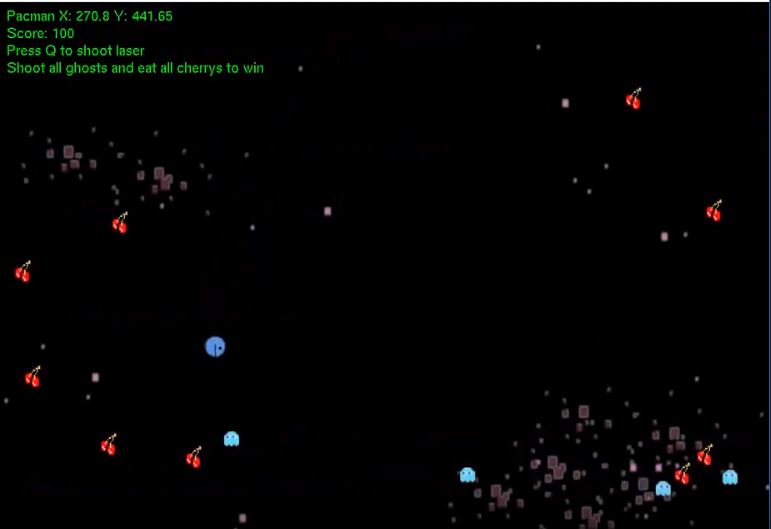 Pacman X: 270.8 Y: 441.65
Score: 100
Press Q to shoot laser
Shoot all ghosts and eat all cherrys to win